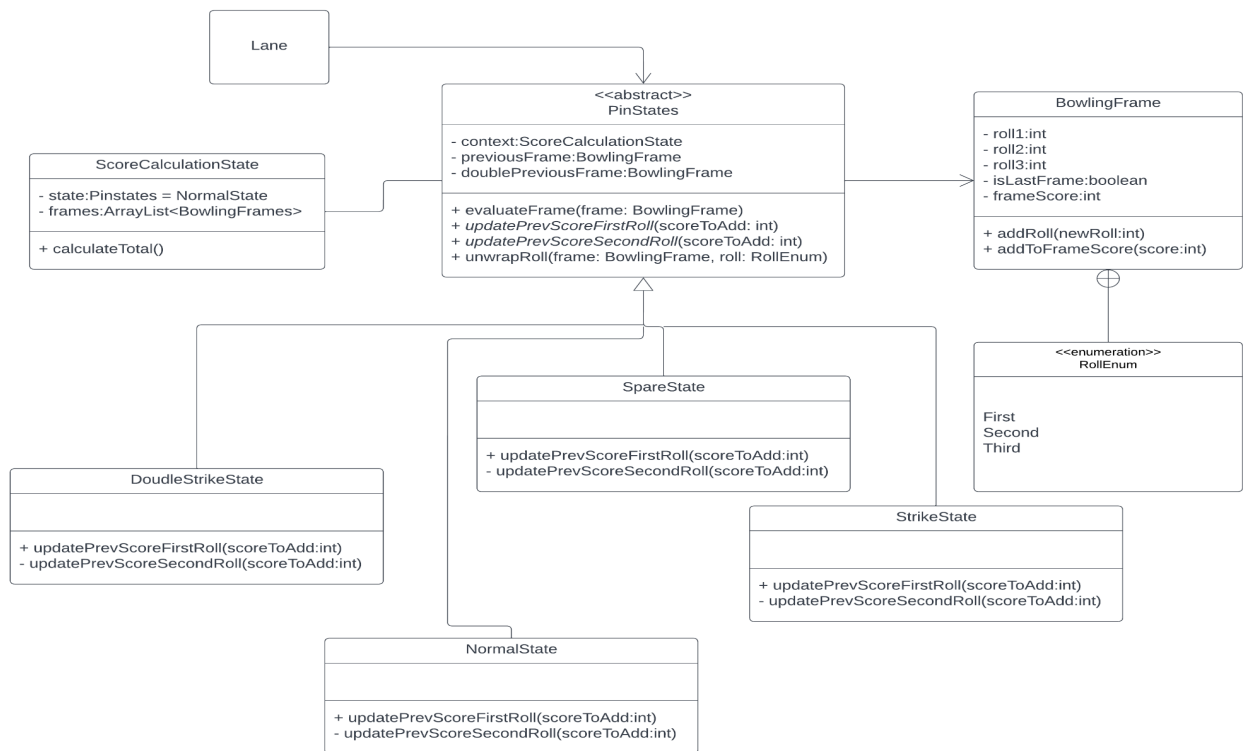 Lane
<<abstract>>
PinStates
- context:ScoreCalculationState
- previousFrame:BowlingFrame
- doublePreviousFrame:BowlingFrame
+ evaluateFrame(frame: BowlingFrame)
+ updatePrevScoreFirstRoll(scoreToAdd: int)
+ updatePrevScoreSecondRoll(scoreToAdd: int)
+ unwrapRoll(frame: BowlingFrame, roll: RollEnum)
BowlingFrame
- roll1:int
- roll2:int
- roll3:int
- isLastFrame:boolean
- frameScore:int
+ addRoll(newRoll:int)
+ addToFrameScore(score:int)
ScoreCalculationState
- state:Pinstates = NormalState
- frames:ArrayList<BowlingFrames>
+ calculateTotal()
<<enumeration>>
RollEnum
First
Second
Third
SpareState
+ updatePrevScoreFirstRoll(scoreToAdd:int)
- updatePrevScoreSecondRoll(scoreToAdd:int)
DoudleStrikeState
+ updatePrevScoreFirstRoll(scoreToAdd:int)
- updatePrevScoreSecondRoll(scoreToAdd:int)
StrikeState
+ updatePrevScoreFirstRoll(scoreToAdd:int)
- updatePrevScoreSecondRoll(scoreToAdd:int)
NormalState
+ updatePrevScoreFirstRoll(scoreToAdd:int)
- updatePrevScoreSecondRoll(scoreToAdd:int)